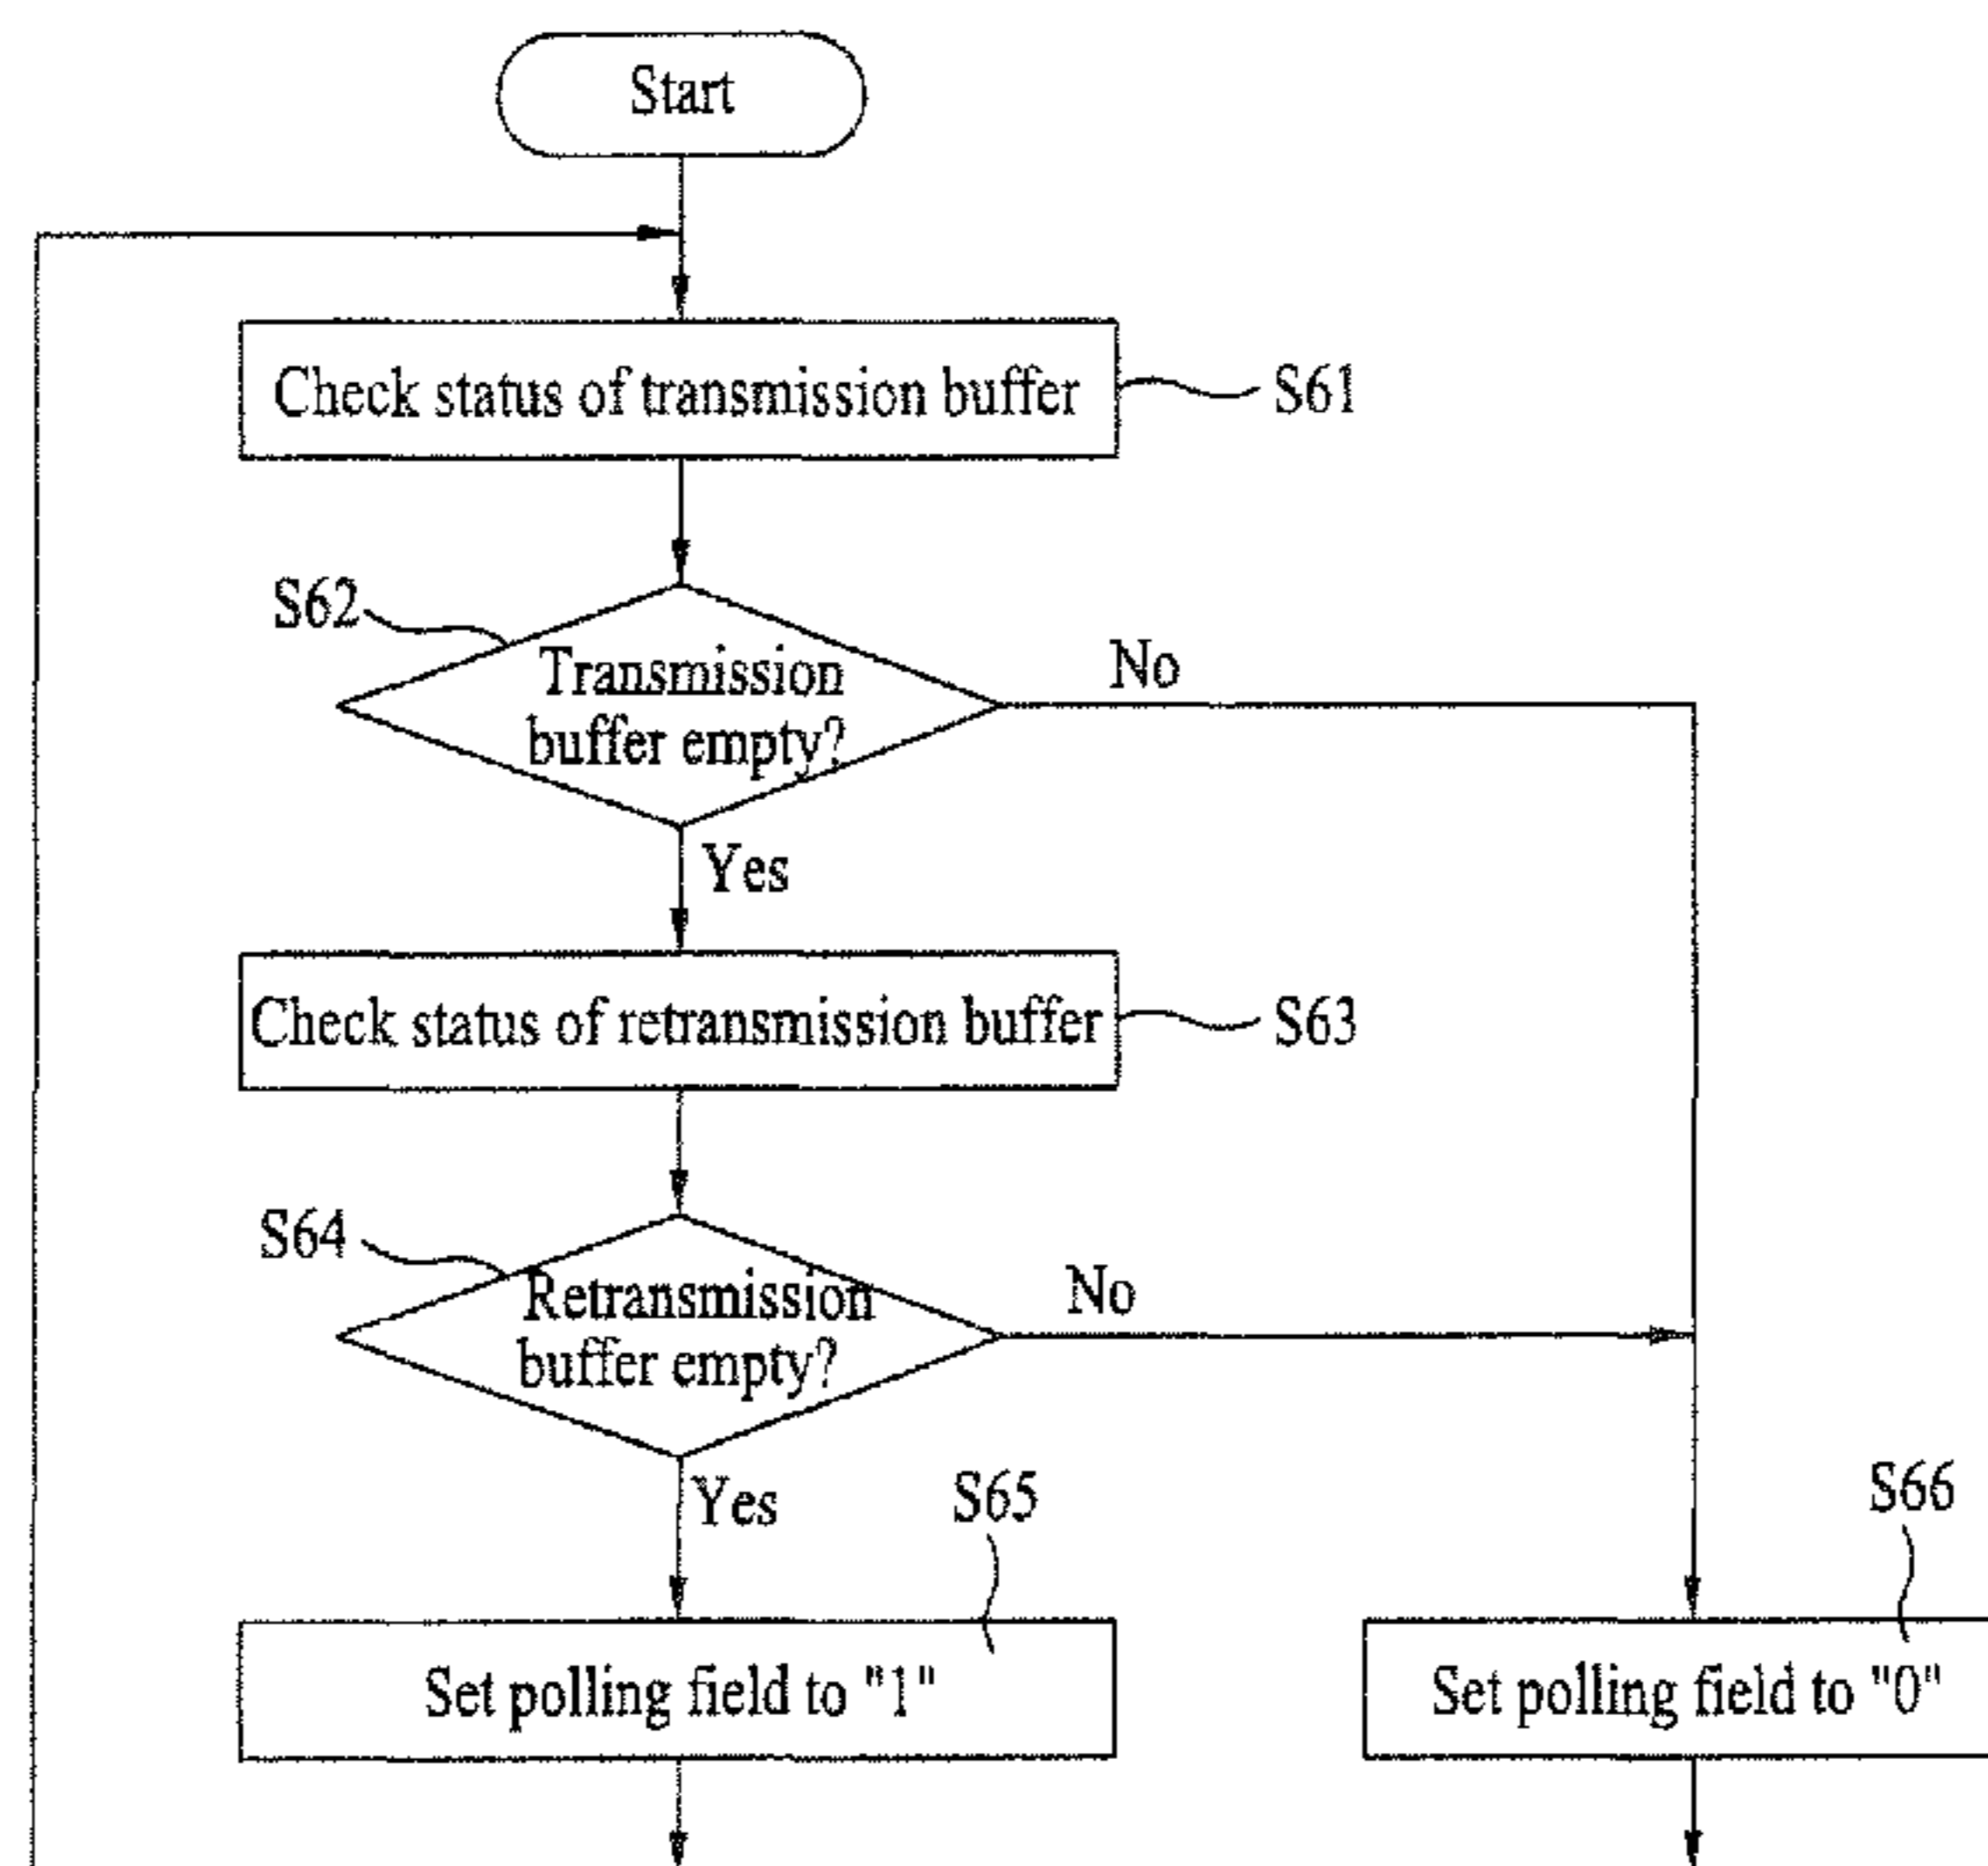 Start
Check status of transmission buffer
S61
S62
Transmission
buffer empty?
No
Yes
Check status of retransmission buffer
S63
S64
Retransmission
buffer empty?
No
Yes
S65
S66
Set polling field to "1"
Set polling field to "0"